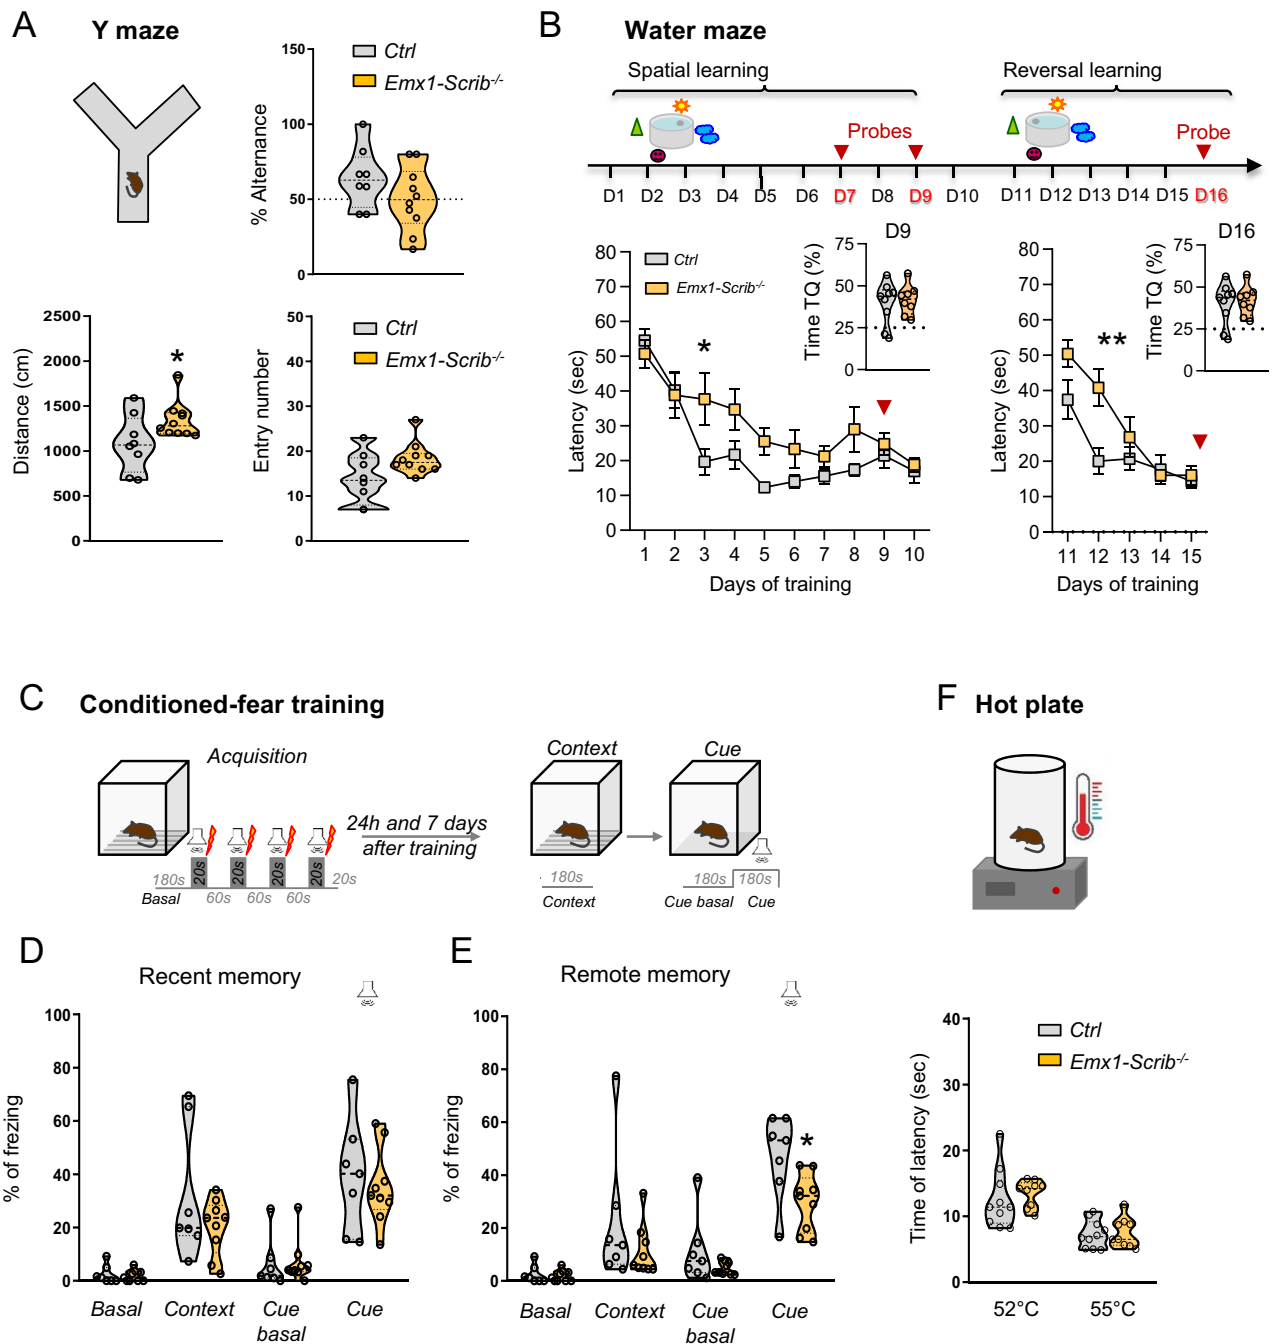 A
Y maze
150
100
50
0
% Alternance
Ctrl
Emx1-Scrib-/-
2500
2000
1500
1000
500
0
Distance (cm)
*
50
40
30
20
10
0
Entry number
Ctrl
Emx1-Scrib-/-
B
Water maze
Spatial learning
Reversal learning
Probes
Probe
D1 D2 D3 D4 D5 D6 D7 D8 D9 D10 D11 D12 D13 D14 D15 D16
80
70
60
50
40
30
20
10
0
Latency (sec)
Ctrl
Emx1-Scrib-/-
*
1 2 3 4 5 6 7 8 9 10
Days of training
D9
75
50
25
0
Time TQ (%)
80
70
60
50
40
30
20
10
0
Latency (sec)
**
11 12 13 14 15
Days of training
D16
75
50
25
0
Time TQ (%)
C
Conditioned-fear training
Acquisition
180s 20s 20s 20s 20s 20s
Basal 60s 60s 60s
24h and 7 days
after training
Context
180s
Context
Cue
180s 180s
Cue basal Cue
F
Hot plate
D
Recent memory
100
80
60
40
20
0
% of frezing
Basal Context Cue Cue
basal
E
Remote memory
100
80
60
40
20
0
% of frezing
*
Basal Context Cue Cue
basal
40
30
20
10
0
Time of latency (sec)
Ctrl
Emx1-Scrib-/-
52°C 55°C